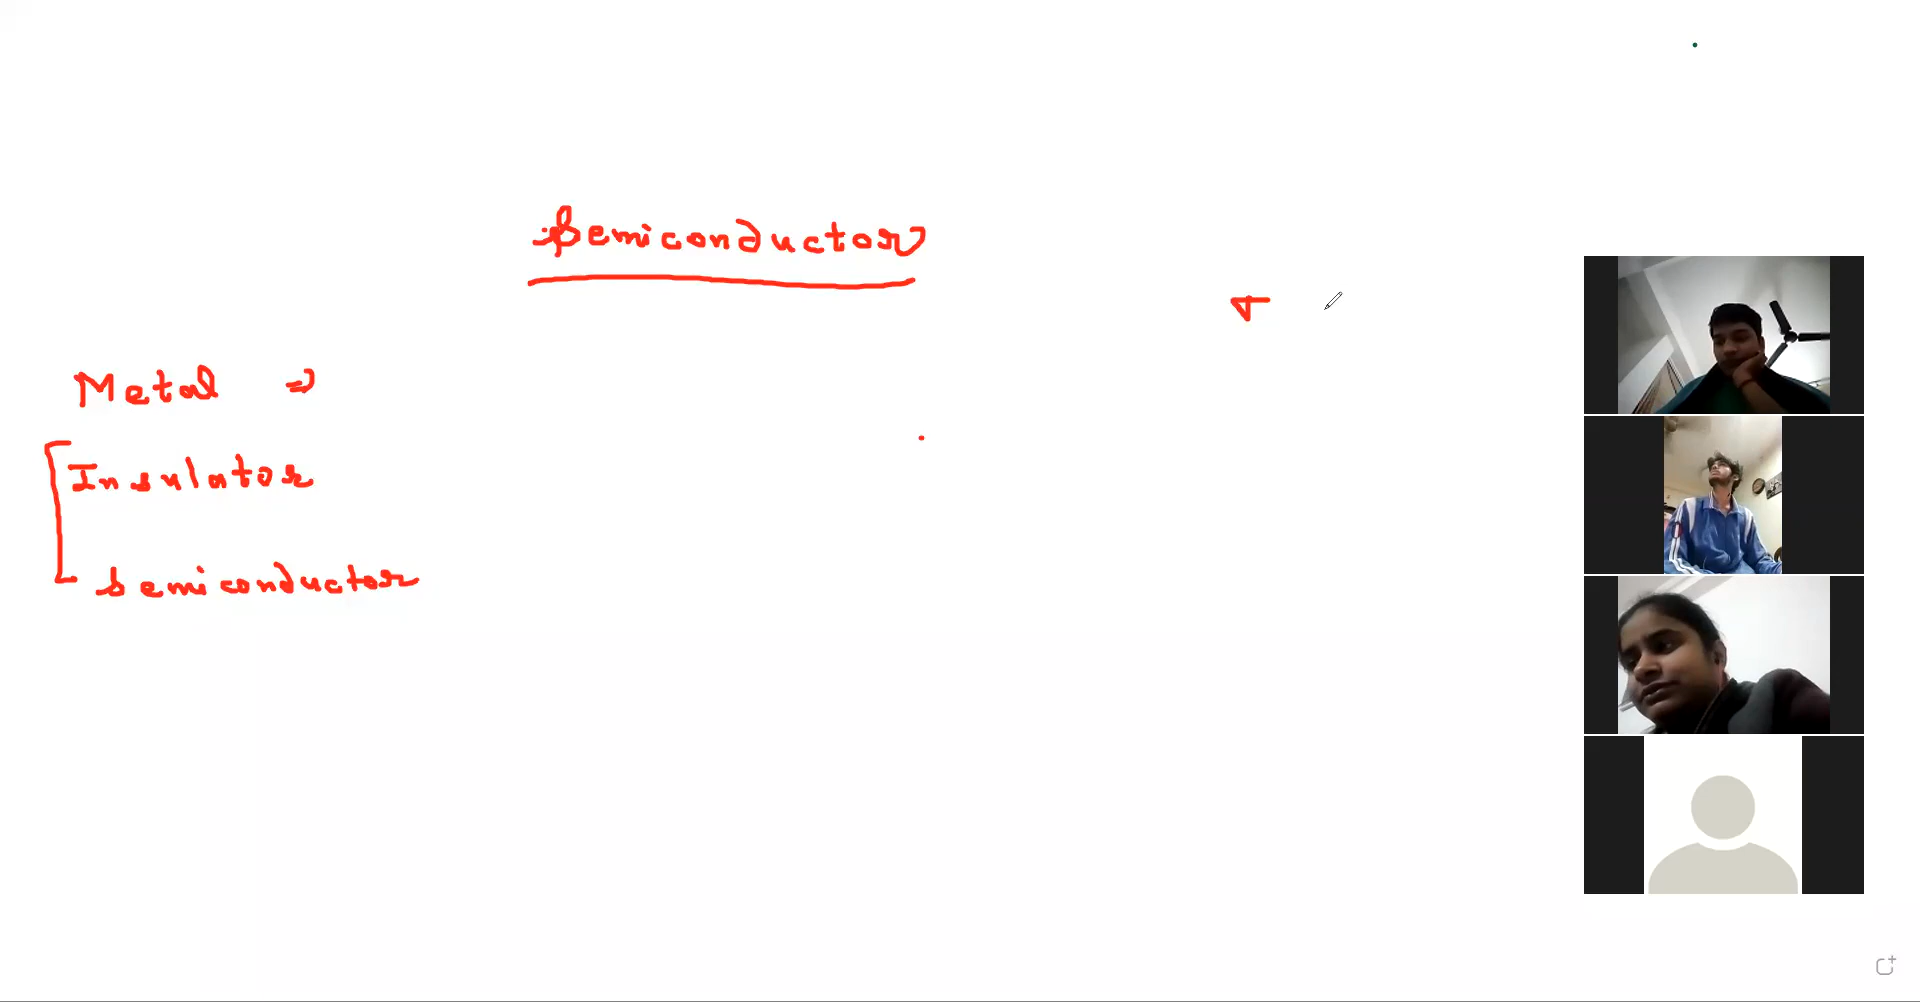 Semiconductor
σ
Metal ⇒
Insulator
Semiconductor